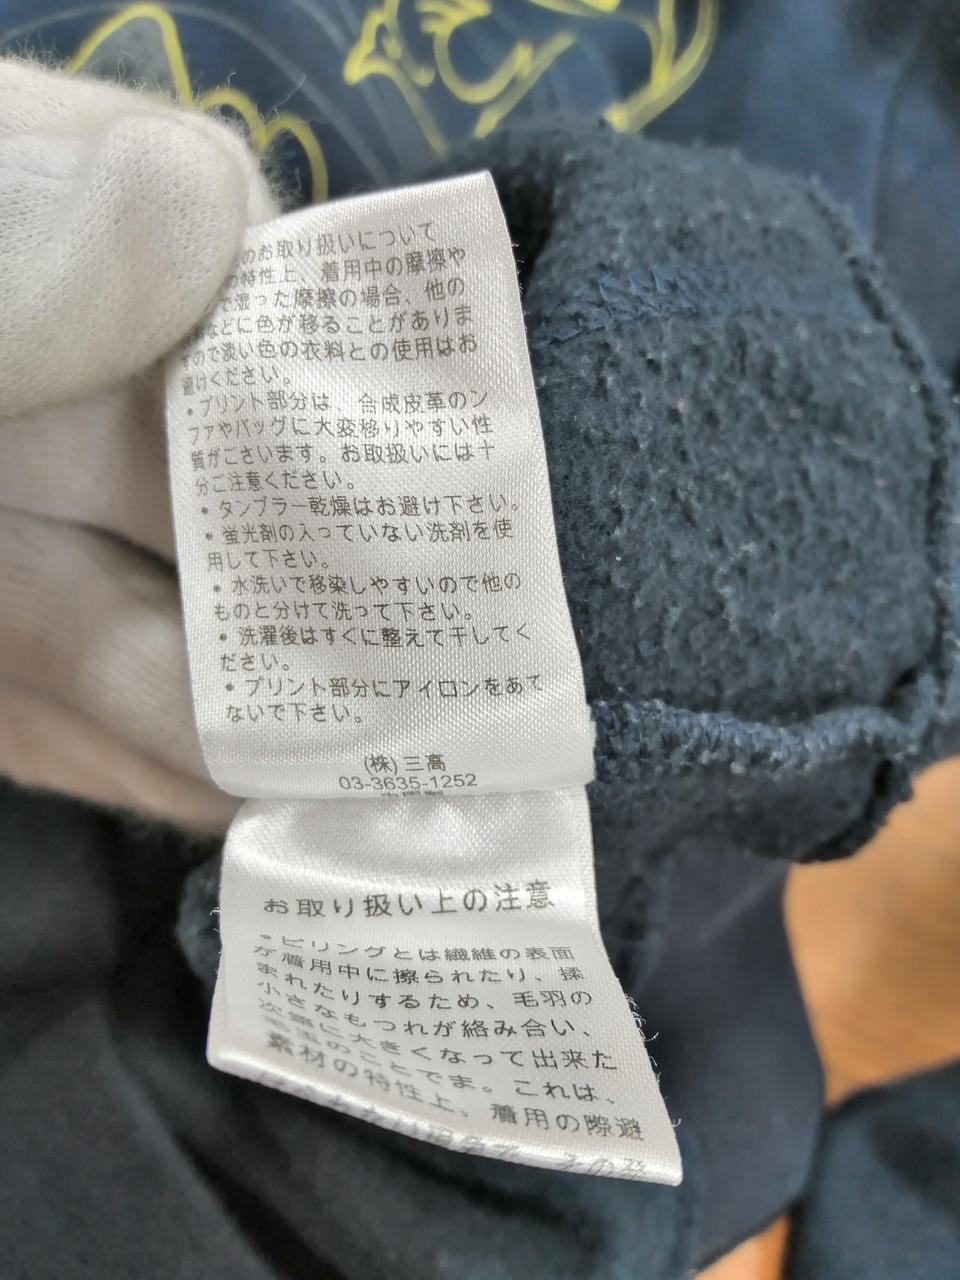 のお取り扱いについて
の特性上、着用中の摩擦や
で湿った摩擦の場合、他の
などに色が移ることがありま
すので淡い色の衣料との使用はお
避けください。
・プリント部分は、合成皮革のソ
ファやバッグに大変移りやすい性
質がございます。お取扱いには十
分ご注意ください。
・タンブラー乾燥はお避け下さい。
・蛍光剤の入っていない洗剤を使
用して下さい。
・水洗いで移染しやすいので他の
ものと分けて洗って下さい。
・洗濯後はすぐに整えて干してく
ださい。
・プリント部分にアイロンをあて
ないで下さい。
(株)三高
03-3635-1252
お取り扱い上の注意
・ピリングとは繊維の表面
が着用中に擦られたり、揉
まれたりするため、毛羽の
小さなもつれが絡み合い、
次第に大きくなって出来た
毛玉のことでま。これは、
素材の特性上、着用の際避